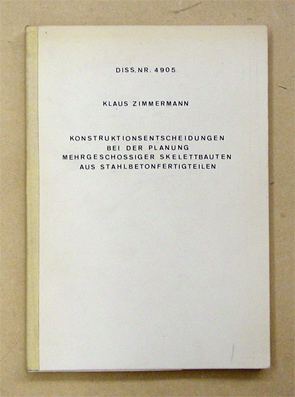 DISS. NR. 4905
KLAUS ZIMMERMANN
KONSTRUKTIONSENTSCHEIDUNGEN
BEI DER PLANUNG
MEHRGESCHOSSIGER SKELETTBAUTEN
AUS STAHLBETONFERTIGTEILEN